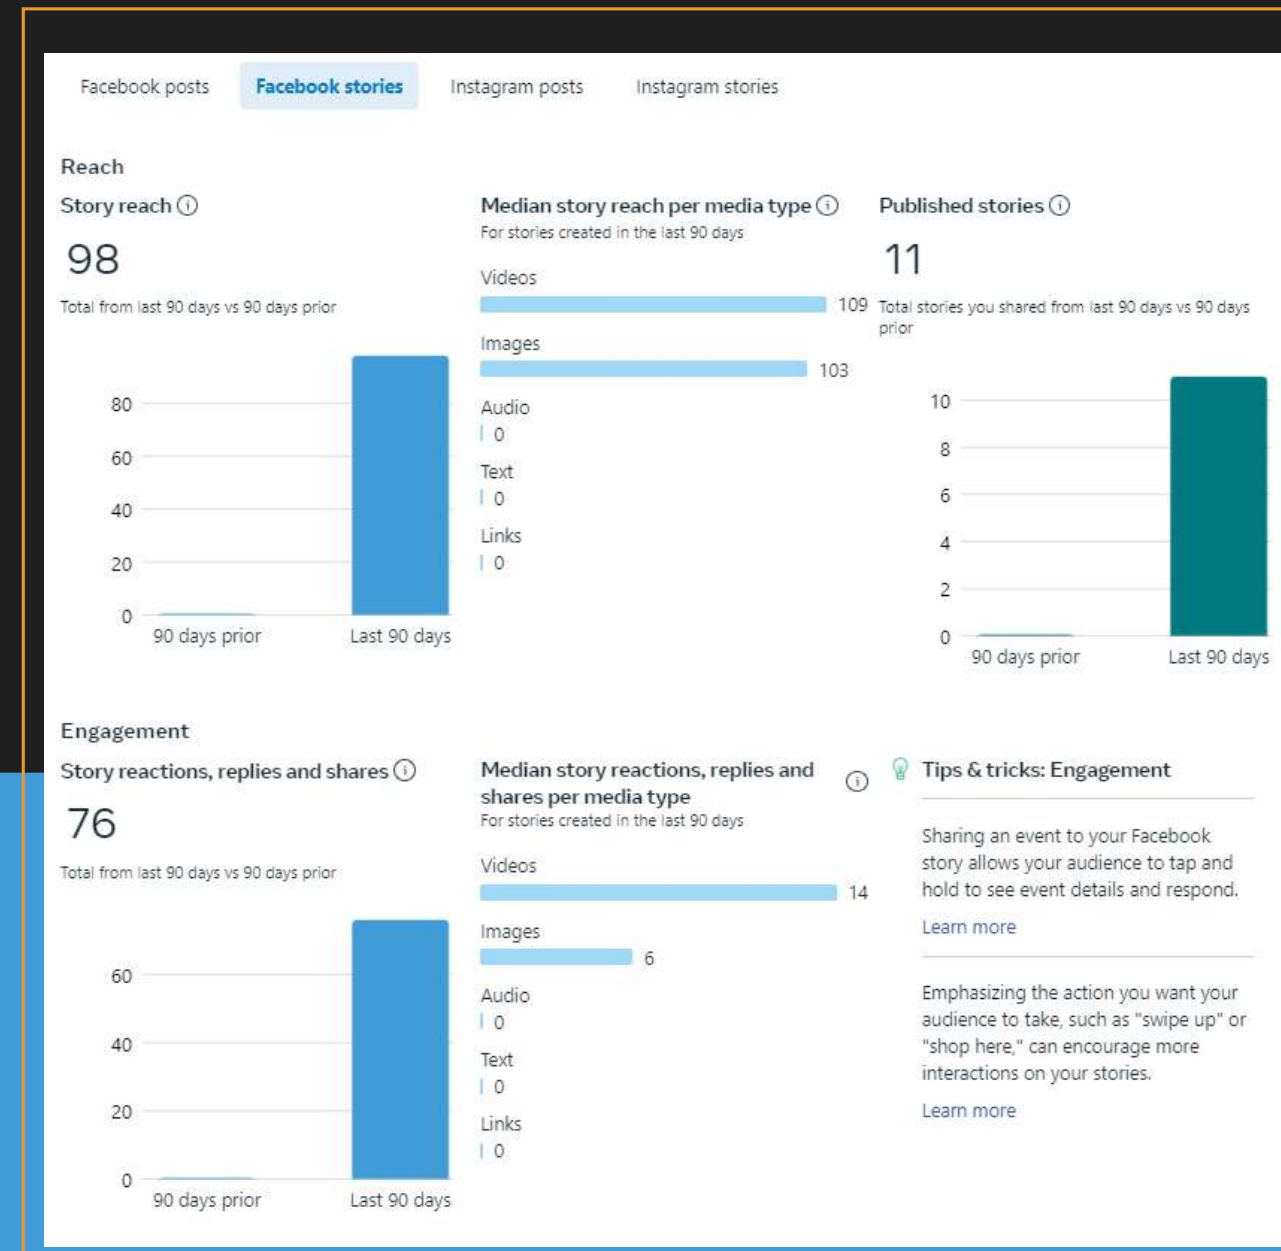 Facebook posts Facebook stories Instagram posts Instagram stories
Reach
Story reach
98
Total from last 90 days vs 90 days prior
80
60
40
20
0
90 days prior Last 90 days
Median story reach per media type
For stories created in the last 90 days
Videos
109
Images
103
Audio
0
Text
0
Links
0
Published stories
11
Total stories you shared from last 90 days vs 90 days
prior
10
8
6
4
2
0
90 days prior Last 90 days
Engagement
Story reactions, replies and shares
76
Total from last 90 days vs 90 days prior
60
40
20
0
90 days prior Last 90 days
Median story reactions, replies and
shares per media type
For stories created in the last 90 days
Videos
14
Images
6
Audio
0
Text
0
Links
0
Tips & tricks: Engagement
Sharing an event to your Facebook
story allows your audience to tap and
hold to see event details and respond.
Learn more
Emphasizing the action you want your
audience to take, such as "swipe up" or
"shop here," can encourage more
interactions on your stories.
Learn more